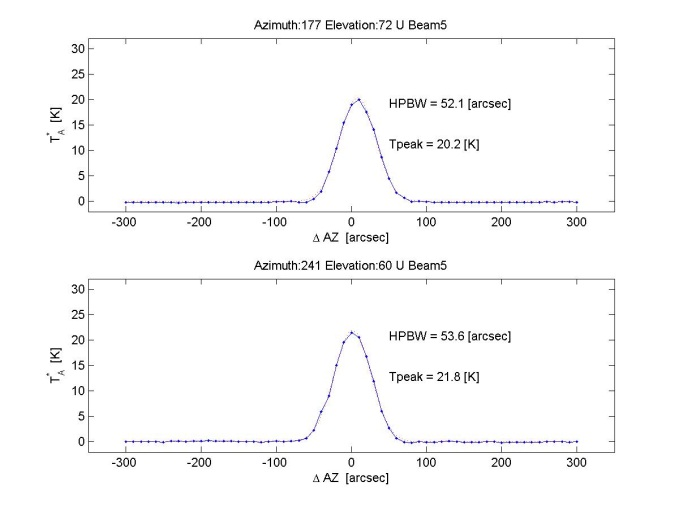 Azimuth:177 Elevation:72 U Beam5
30
25
20
15
10
5
0
T*A [K]
HPBW = 52.1 [arcsec]
Tpeak = 20.2 [K]
-300 -200 -100 0 100 200 300
Δ AZ [arcsec]
Azimuth:241 Elevation:60 U Beam5
30
25
20
15
10
5
0
T*A [K]
HPBW = 53.6 [arcsec]
Tpeak = 21.8 [K]
-300 -200 -100 0 100 200 300
Δ AZ [arcsec]